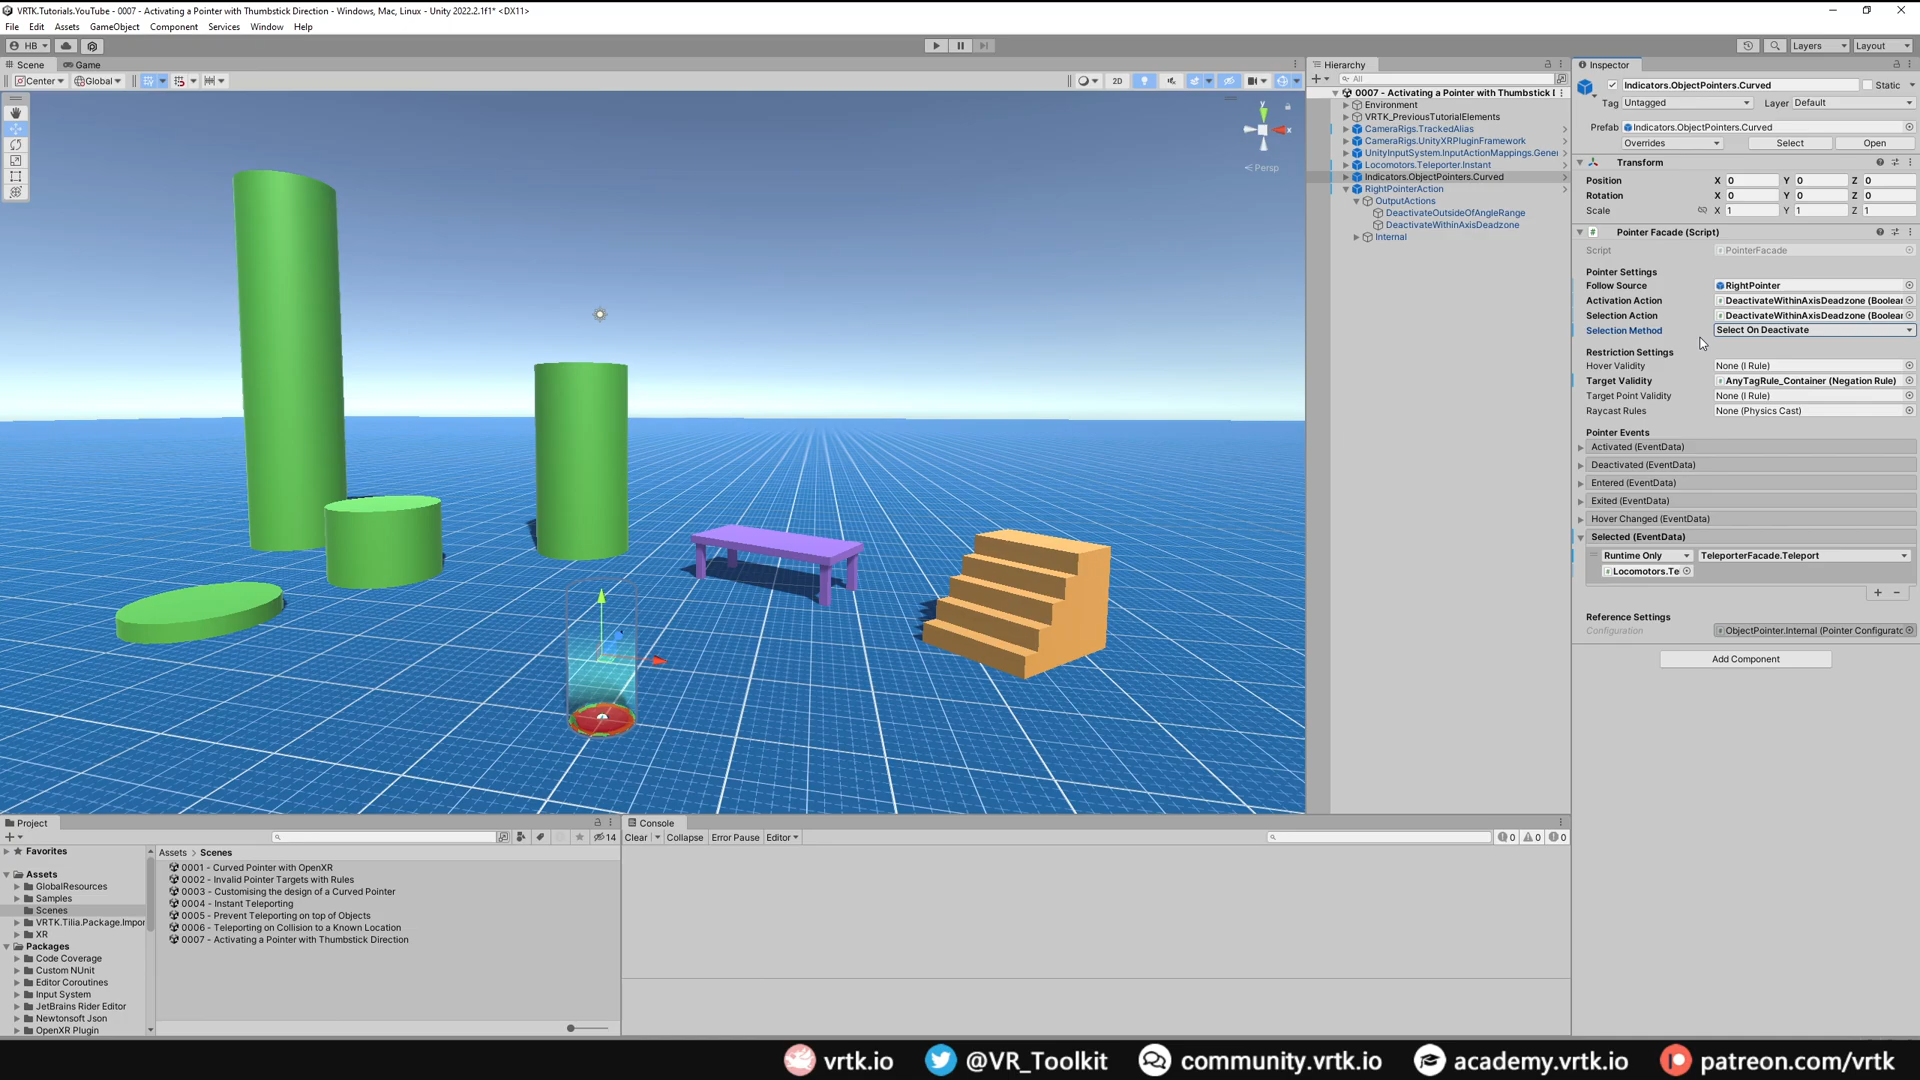 VRTK.Tutorials.YouTube - 0007 - Activating a Pointer with Thumbstick Direction - Windows, Mac, Linux - Unity 2022.2.1f1* <DX11>
File Edit Assets GameObject Component Services Window Help
HB
Layers
Layout
Scene
Game
Center
Global
2D
y
x
Persp
Hierarchy
All
0007 - Activating a Pointer with Thumbstick
Environment
VRTK_PreviousTutorialElements
CameraRigs.TrackedAlias
CameraRigs.UnityXRPluginFramework
UnityInputSystem.InputActionMappings.Gener
Locomotors.Teleporter.Instant
Indicators.ObjectPointers.Curved
RightPointerAction
OutputActions
DeactivateOutsideOfAngleRange
DeactivateWithinAxisDeadzone
Internal
Inspector
Indicators.ObjectPointers.Curved
Static
Tag Untagged
Layer Default
Prefab Indicators.ObjectPointers.Curved
Overrides
Select
Open
Transform
Position X 0 Y 0 Z 0
Rotation X 0 Y 0 Z 0
Scale X 1 Y 1 Z 1
Pointer Facade (Script)
Script PointerFacade
Pointer Settings
Follow Source RightPointer
Activation Action DeactivateWithinAxisDeadzone (Boolean
Selection Action DeactivateWithinAxisDeadzone (Boolean
Selection Method Select On Deactivate
Restriction Settings
Hover Validity None (I Rule)
Target Validity AnyTagRule_Container (Negation Rule)
Target Point Validity None (I Rule)
Raycast Rules None (Physics Cast)
Pointer Events
Activated (EventData)
Deactivated (EventData)
Entered (EventData)
Exited (EventData)
Hover Changed (EventData)
Selected (EventData)
Runtime Only TeleporterFacade.Teleport
Locomotors.Te
Reference Settings
Configuration ObjectPointer.Internal (Pointer Configurato
Add Component
Project
14
Favorites
Assets
GlobalResources
Samples
Scenes
VRTK.Tilia.Package.Impor
XR
Packages
Code Coverage
Custom NUnit
Editor Coroutines
Input System
JetBrains Rider Editor
Newtonsoft Json
OpenXR Plugin
Assets > Scenes
0001 - Curved Pointer with OpenXR
0002 - Invalid Pointer Targets with Rules
0003 - Customising the design of a Curved Pointer
0004 - Instant Teleporting
0005 - Prevent Teleporting on top of Objects
0006 - Teleporting on Collision to a Known Location
0007 - Activating a Pointer with Thumbstick Direction
Console
Clear
Collapse
Error Pause
Editor
0
0
0
vrtk.io
@VR_Toolkit
community.vrtk.io
academy.vrtk.io
patreon.com/vrtk